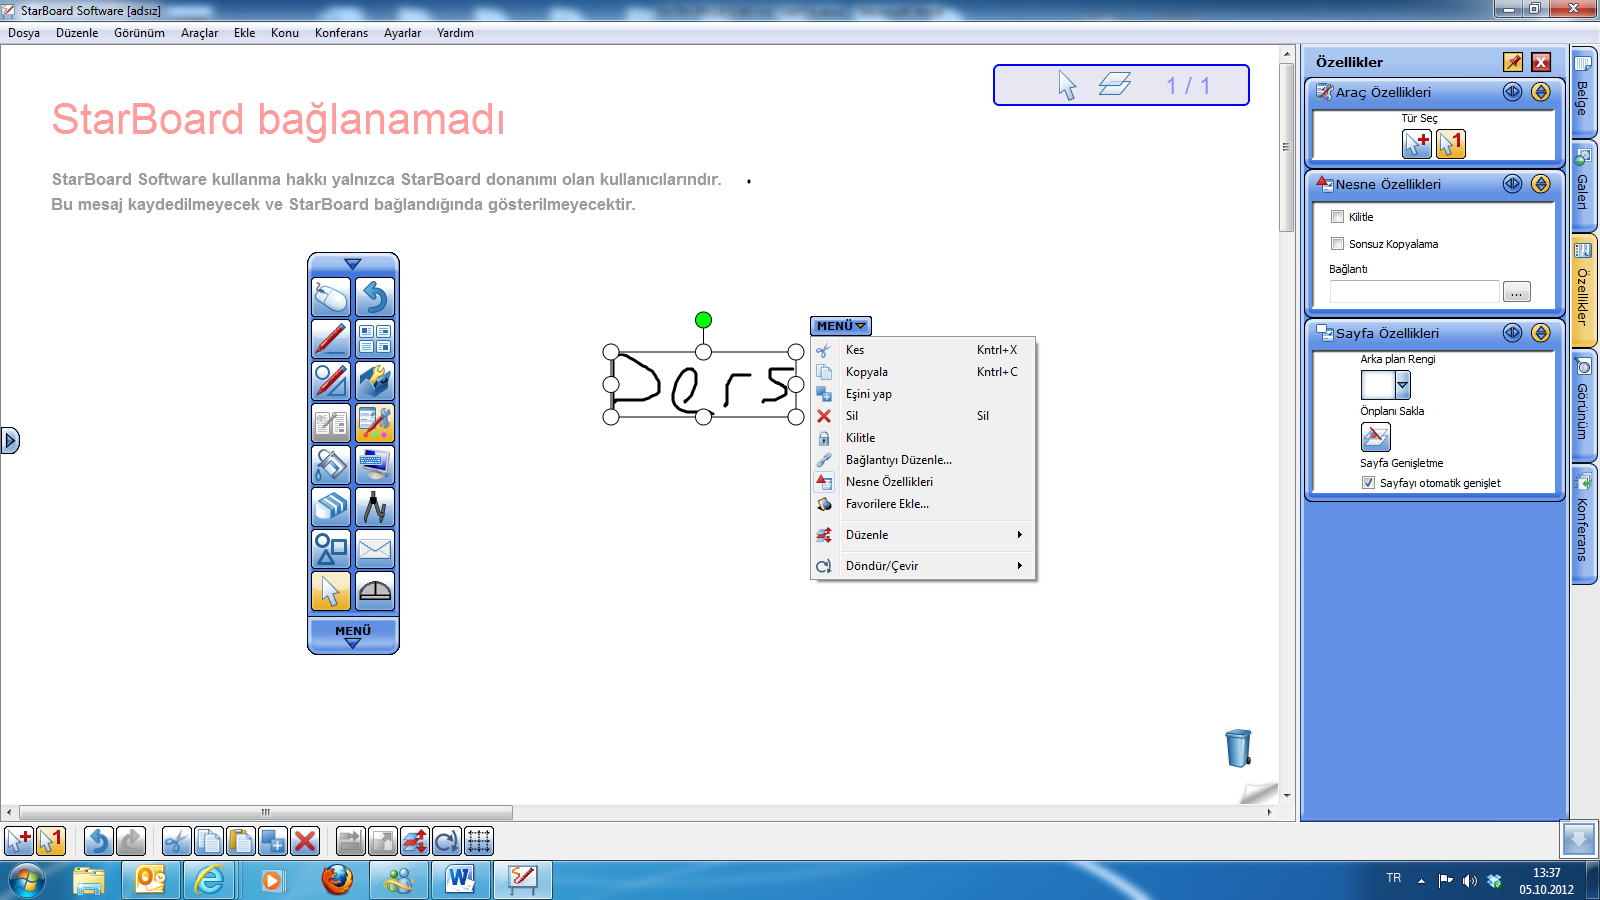 StarBoard Software [adsız]
Dosya Düzenle Görünüm Araçlar Ekle Konu Konferans Ayarlar Yardım
1 / 1
StarBoard bağlanamadı
StarBoard Software kullanma hakkı yalnızca StarBoard donanımı olan kullanıcılarındır.
Bu mesaj kaydedilmeyecek ve StarBoard bağlandığında gösterilmeyecektir.
MENÜ
Ders
MENÜ
Kes Kntrl+X
Kopyala Kntrl+C
Eşini yap
Sil Sil
Kilitle
Bağlantıyı Düzenle...
Nesne Özellikleri
Favorilere Ekle...
Düzenle
Döndür/Çevir
Özellikler
Araç Özellikleri
Tür Seç
1
Nesne Özellikleri
Kilitle
Sonsuz Kopyalama
Bağlantı
...
Sayfa Özellikleri
Arka plan Rengi
Önplanı Sakla
Sayfa Genişletme
Sayfayı otomatik genişlet
Belge
Galeri
Özellikler
Görünüm
Konferans
1
TR
13:37
05.10.2012